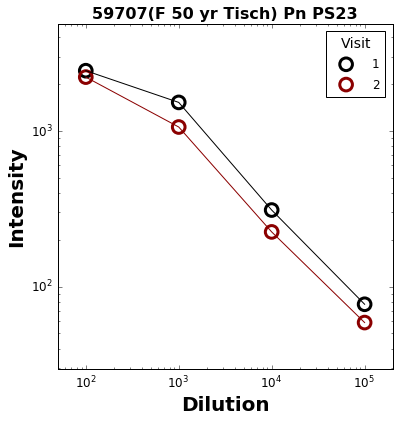 59707(F 50 yr Tisch) Pn PS23
Visit
1
2
Intensity
10³
10²
10² 10³ 10⁴ 10⁵
Dilution